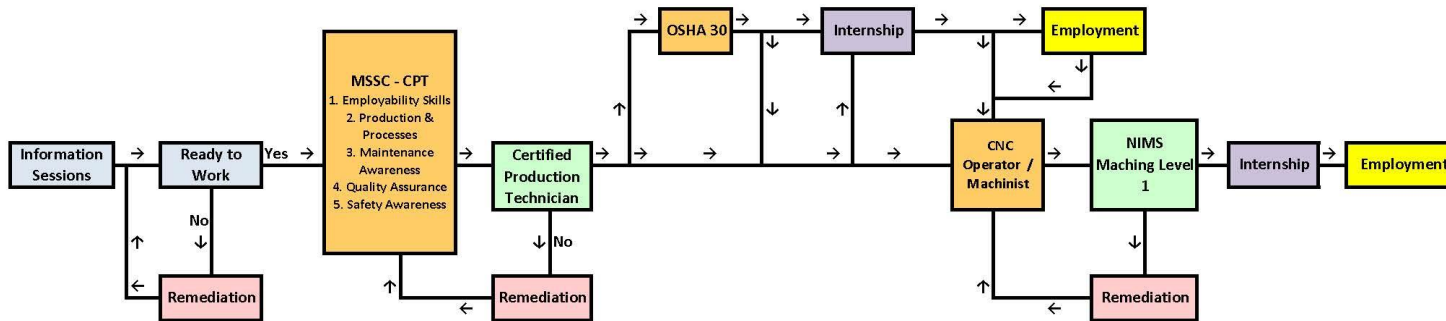 OSHA 30
Internship
Employment
MSSC - CPT
1. Employability Skills
2. Production &
Processes
3. Maintenance
Awareness
4. Quality Assurance
5. Safety Awareness
Information
Sessions
Ready to
Work
Yes
Certified
Production
Technician
CNC
Operator /
Machinist
NIMS
Maching Level
1
Internship
Employment
No
No
Remediation
Remediation
Remediation